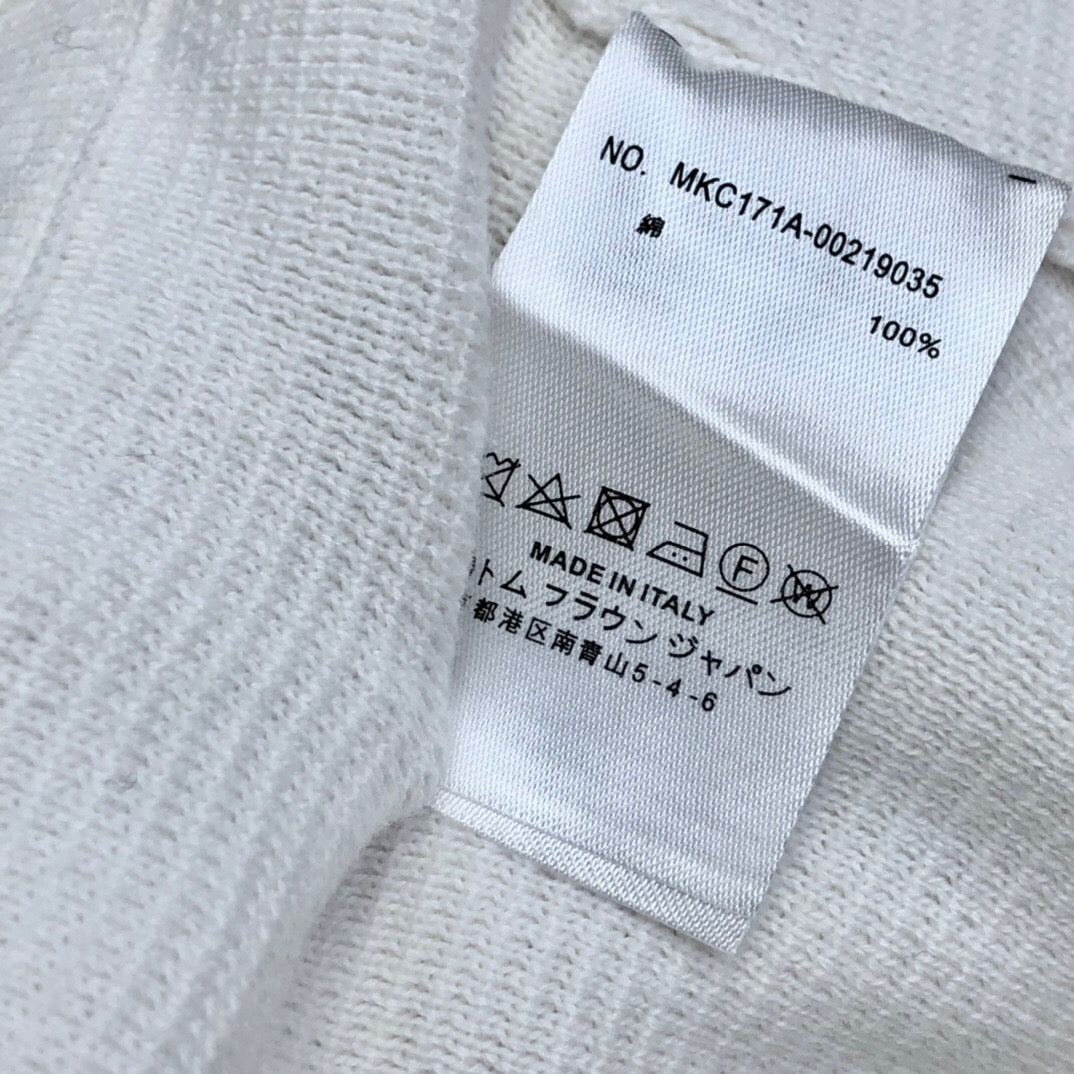 NO. MKC171A-00219035
綿
100%
F
W
MADE IN ITALY
トム ブラウン ジャパン
都港区南青山5-4-6